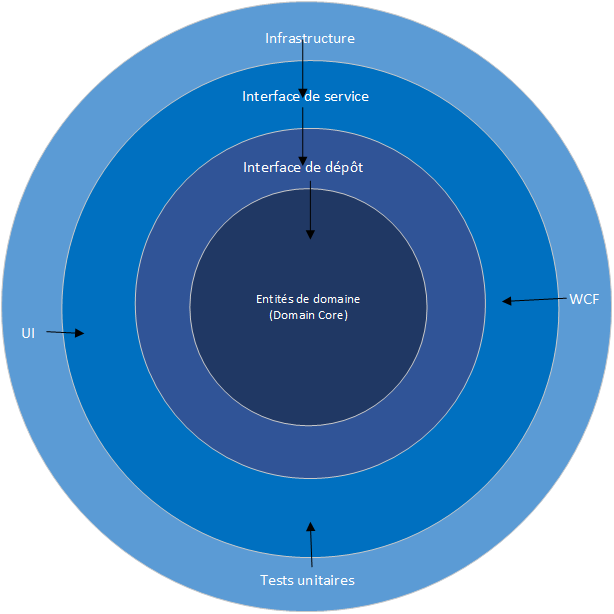 Infrastructure
Interface de service
Interface de dépôt
Entités de domaine
(Domain Core)
WCF
UI
Tests unitaires